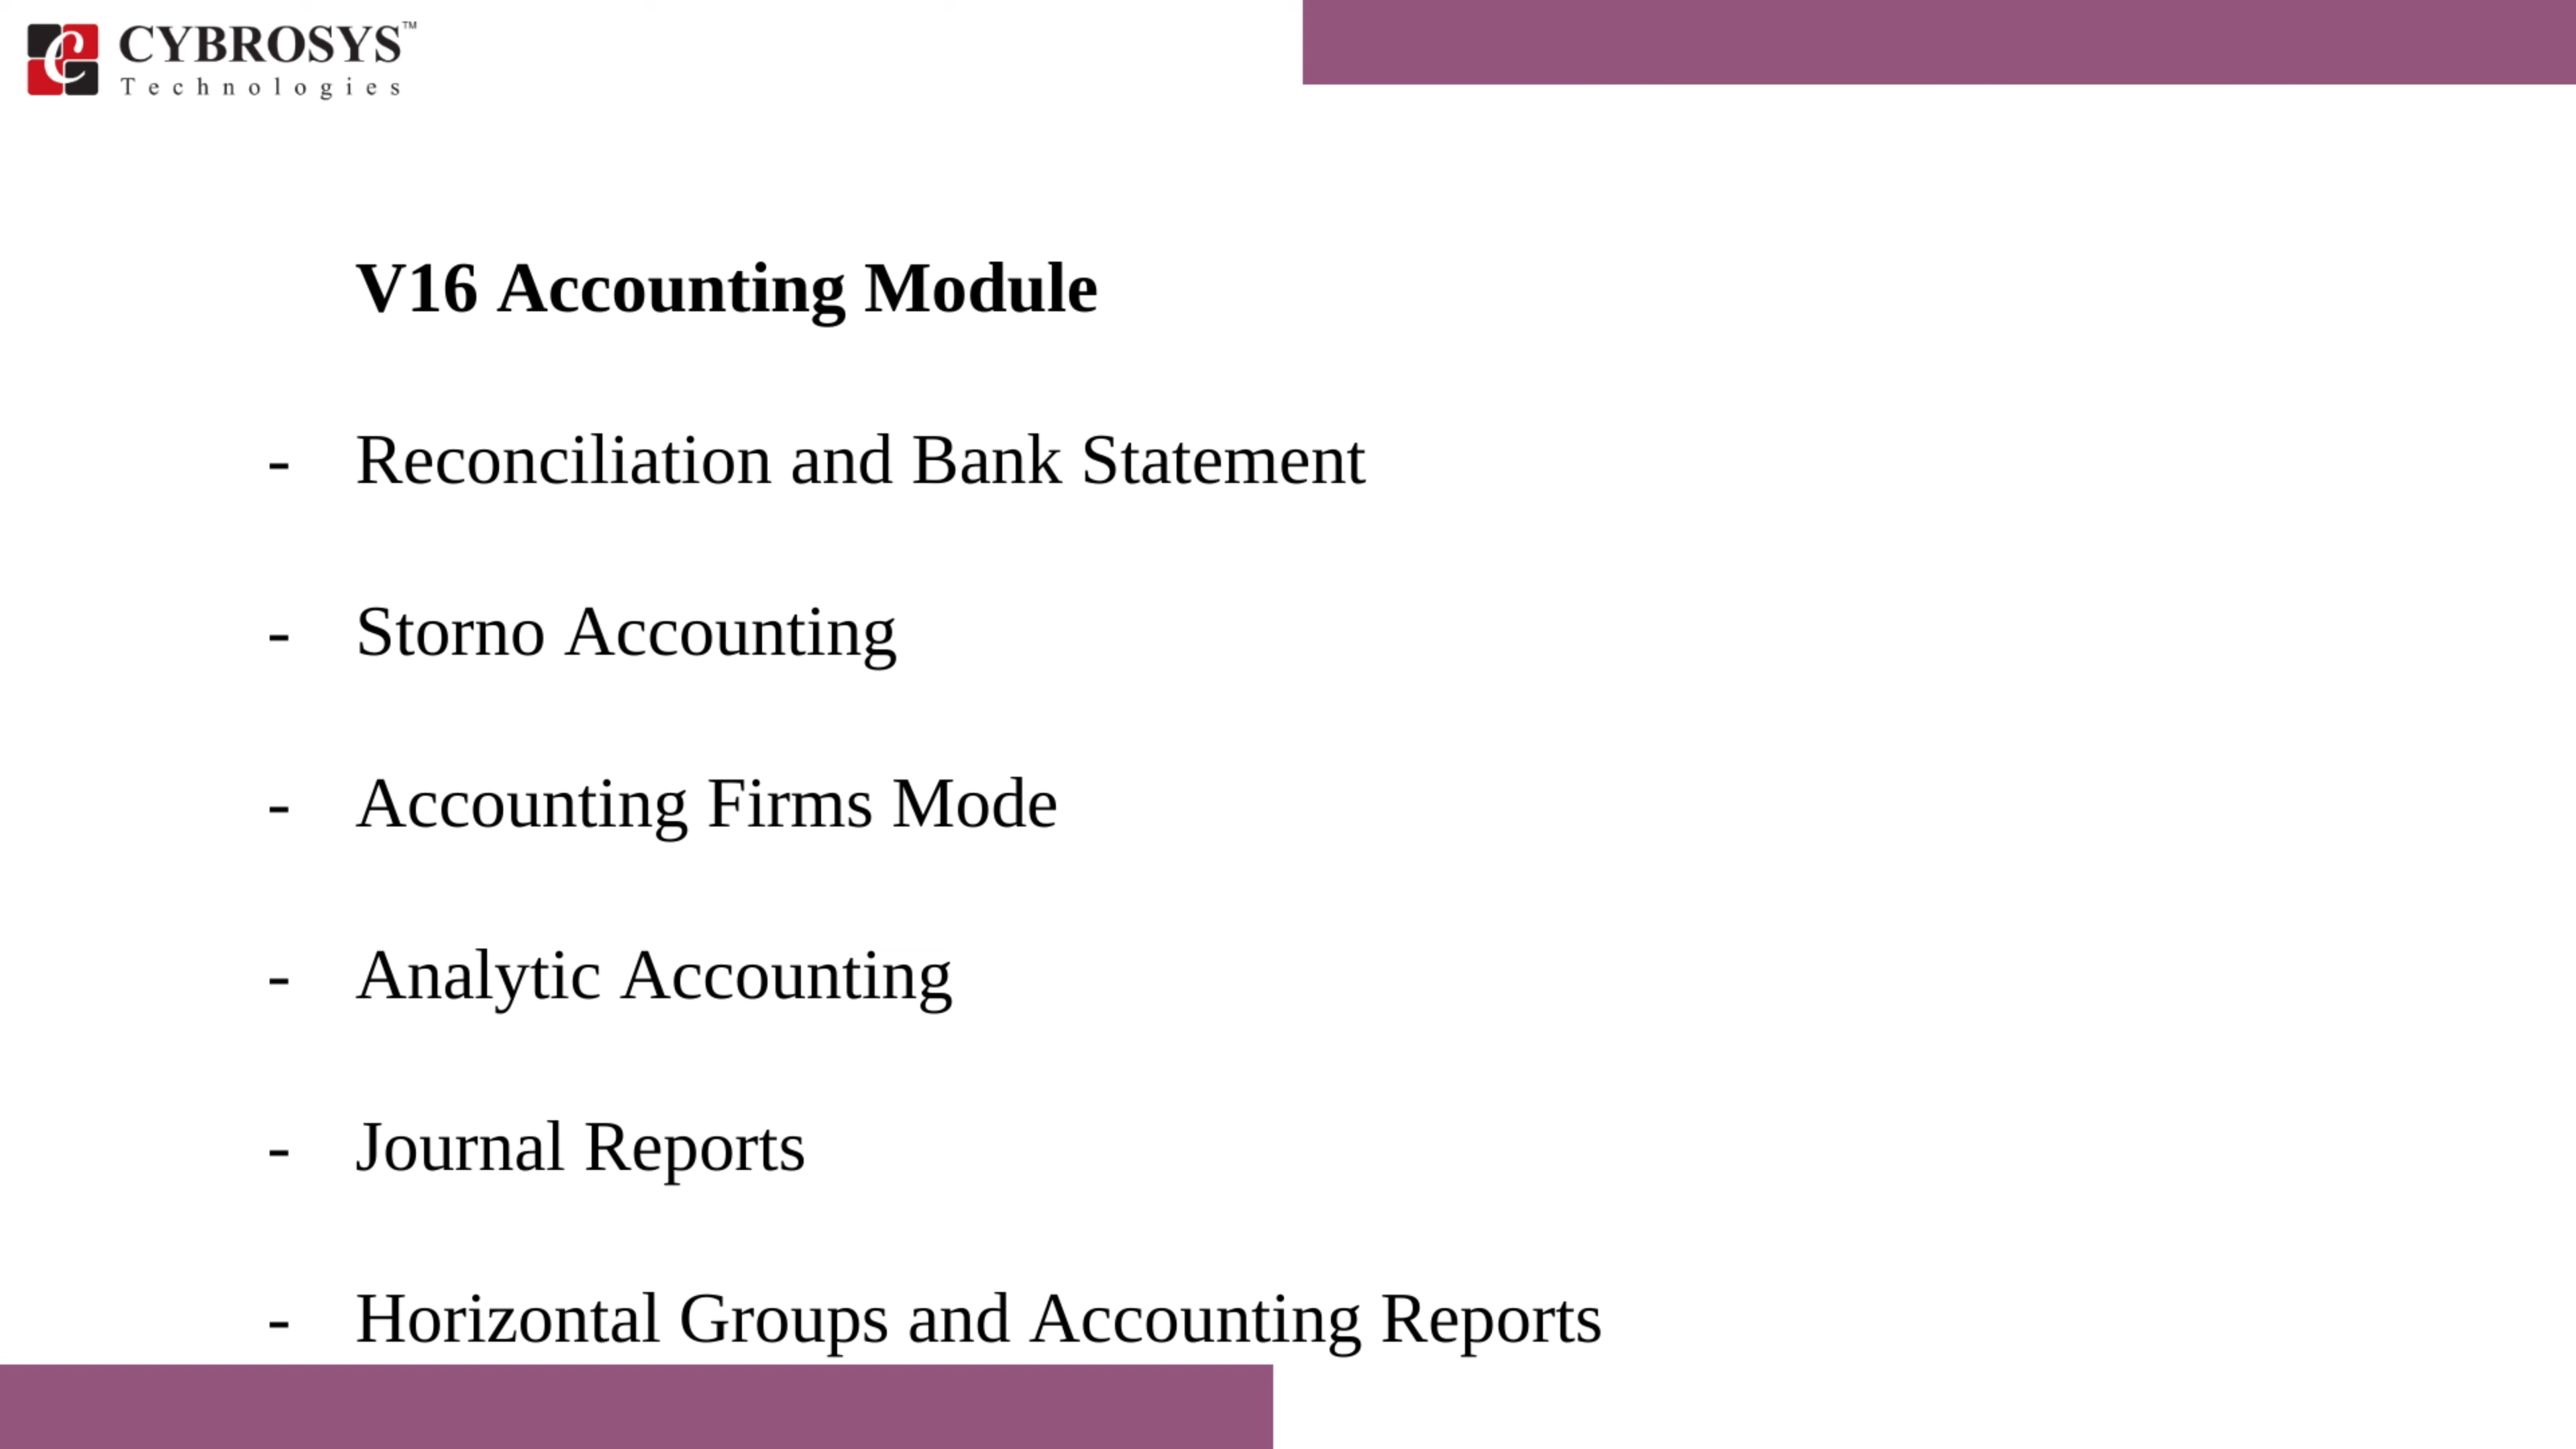 CYBROSYS™
Technologies
V16 Accounting Module
- Reconciliation and Bank Statement
- Storno Accounting
- Accounting Firms Mode
- Analytic Accounting
- Journal Reports
- Horizontal Groups and Accounting Reports